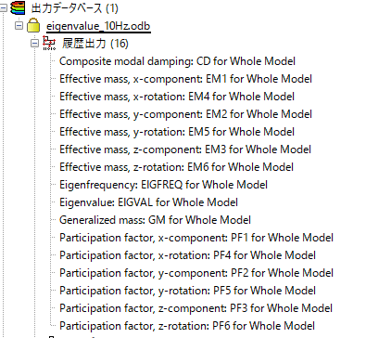 出力データベース (1)
eigenvalue_10Hz.odb
履歴出力 (16)
Composite modal damping: CD for Whole Model
Effective mass, x-component: EM1 for Whole Model
Effective mass, x-rotation: EM4 for Whole Model
Effective mass, y-component: EM2 for Whole Model
Effective mass, y-rotation: EM5 for Whole Model
Effective mass, z-component: EM3 for Whole Model
Effective mass, z-rotation: EM6 for Whole Model
Eigenfrequency: EIGFREQ for Whole Model
Eigenvalue: EIGVAL for Whole Model
Generalized mass: GM for Whole Model
Participation factor, x-component: PF1 for Whole Model
Participation factor, x-rotation: PF4 for Whole Model
Participation factor, y-component: PF2 for Whole Model
Participation factor, y-rotation: PF5 for Whole Model
Participation factor, z-component: PF3 for Whole Model
Participation factor, z-rotation: PF6 for Whole Model